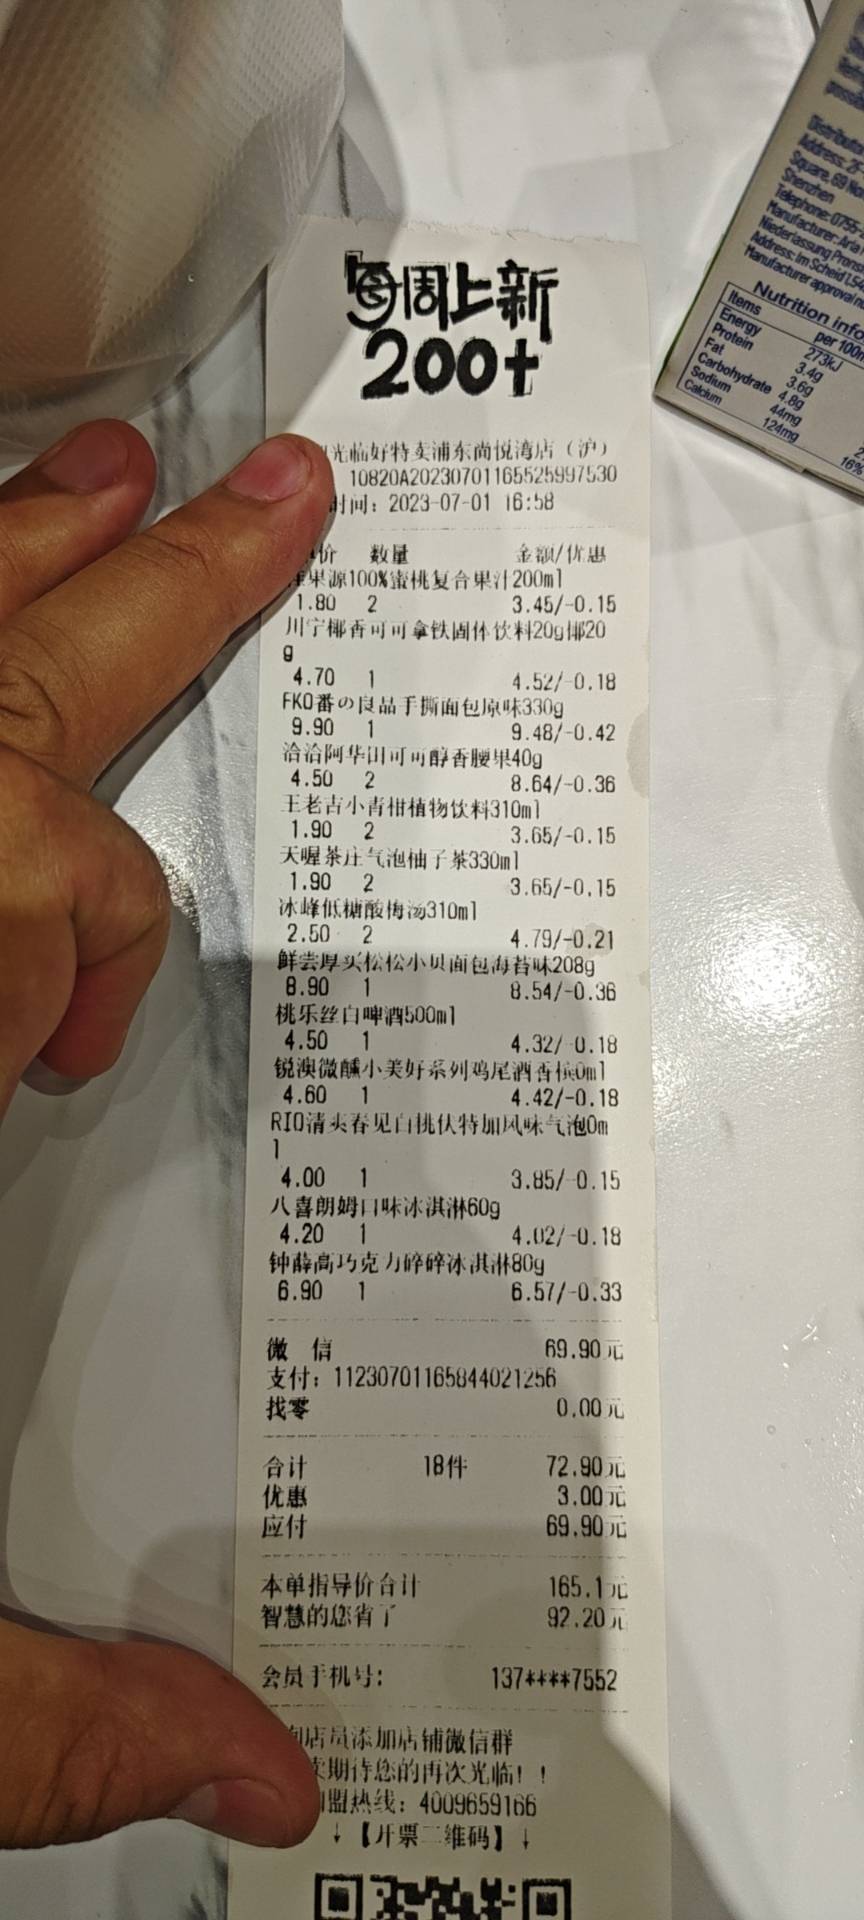 每周上新
200+
光临好特卖浦东尚悦湾店（沪）
10820A20230701165525997530
时间：2023-07-01 16:58
价 数量 金额/优惠
果源100%蜜桃复合果汁200ml
1.80 2 3.45/-0.15
川宁椰香可可拿铁固体饮料20g椰20
g
4.70 1 4.52/-0.18
FKO番の良品手撕面包原味330g
9.90 1 9.48/-0.42
洽洽阿华田可可醇香腰果40g
4.50 2 8.64/-0.36
王老吉小青柑植物饮料310ml
1.90 2 3.65/-0.15
天喔茶庄气泡柚子茶330ml
1.90 2 3.65/-0.15
冰峰低糖酸梅汤310ml
2.50 2 4.79/-0.21
鲜尝厚买松松小贝面包海苔味208g
8.90 1 8.54/-0.36
桃乐丝白啤酒500ml
4.50 1 4.32/-0.18
锐澳微醺小美好系列鸡尾酒香槟0ml
4.60 1 4.42/-0.18
RIO清爽春见白桃伏特加风味气泡0m
l
4.00 1 3.85/-0.15
八喜朗姆口味冰淇淋60g
4.20 1 4.02/-0.18
钟薛高巧克力碎碎冰淇淋80g
6.90 1 6.57/-0.33
微 信 69.90元
支付：11230701165844021256
找零 0.00元
合计 18件 72.90元
优惠 3.00元
应付 69.90元
本单指导价合计 165.1元
智慧的您省了 92.20元
会员手机号： 137****7552
店员添加店铺微信群
卖期待您的再次光临！！
盟热线：4009659166
↓【开票二维码】↓
Address: 2F
Square, 69
Shenzhen
Telephone: 0755-
Manufacturer: Arla
Niederlassung
Address: Im Scheid
Manufacturer approval
Nutrition info
Items per 100m
Energy 273kJ
Protein 3.4g
Fat 3.6g
Carbohydrate 4.8g
Sodium 44mg
Calcium 124mg
16%